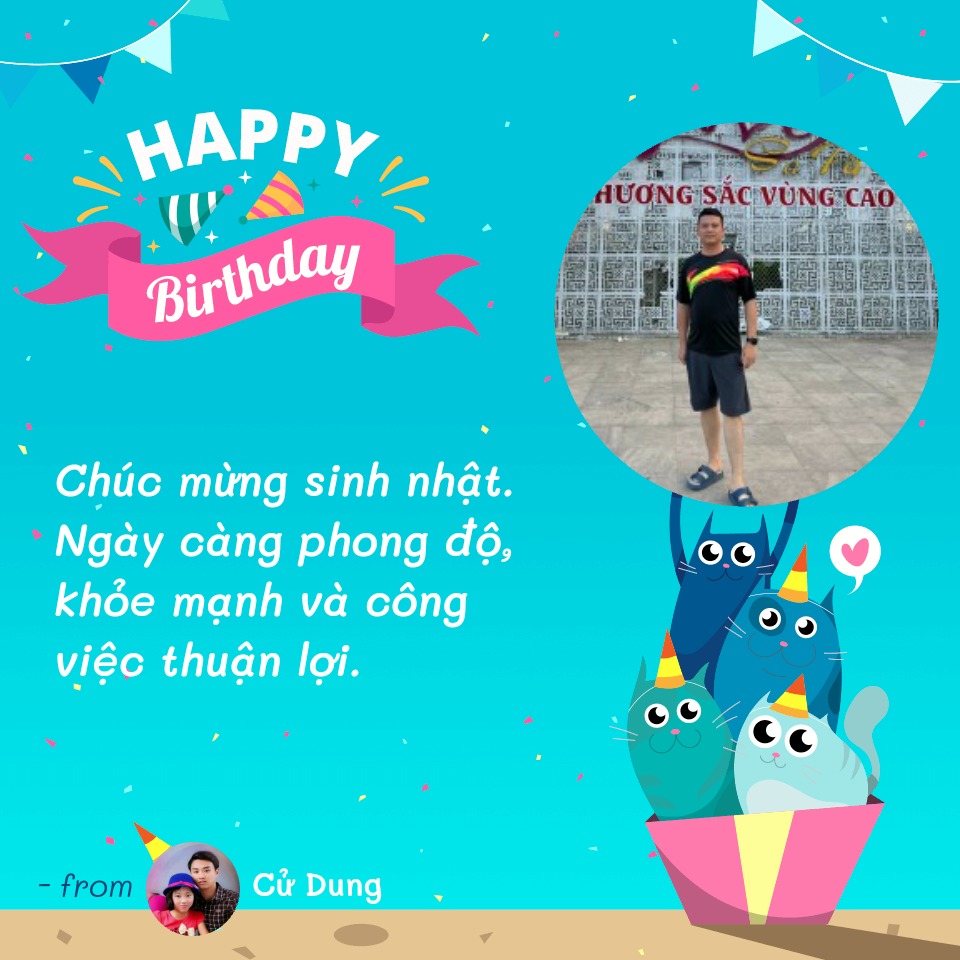 HAPPY
Birthday
HƯƠNG SẮC VÙNG CAO
Chúc mừng sinh nhật.
Ngày càng phong độ,
khỏe mạnh và công
việc thuận lợi.
- from Cử Dung